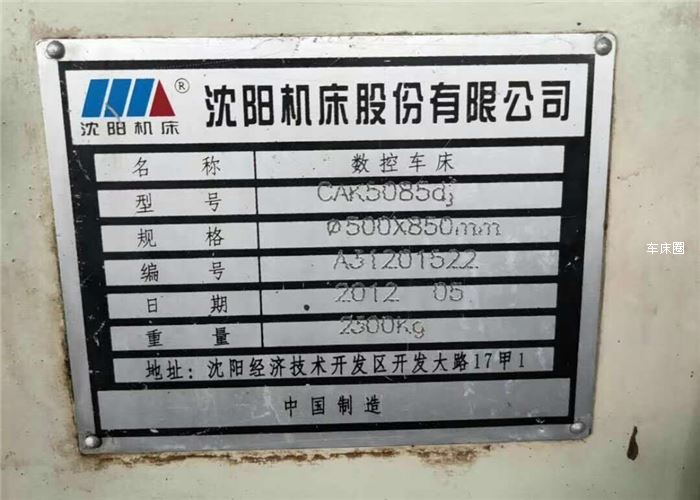 沈阳机床® 沈阳机床股份有限公司
名称 数控车床
型号 CAK5085dj
规格 φ500X850mm
编号 A31201522
日期 2012 05
重量 2300Kg
地址: 沈阳经济技术开发区开发大路17甲1
中国制造
车床圈